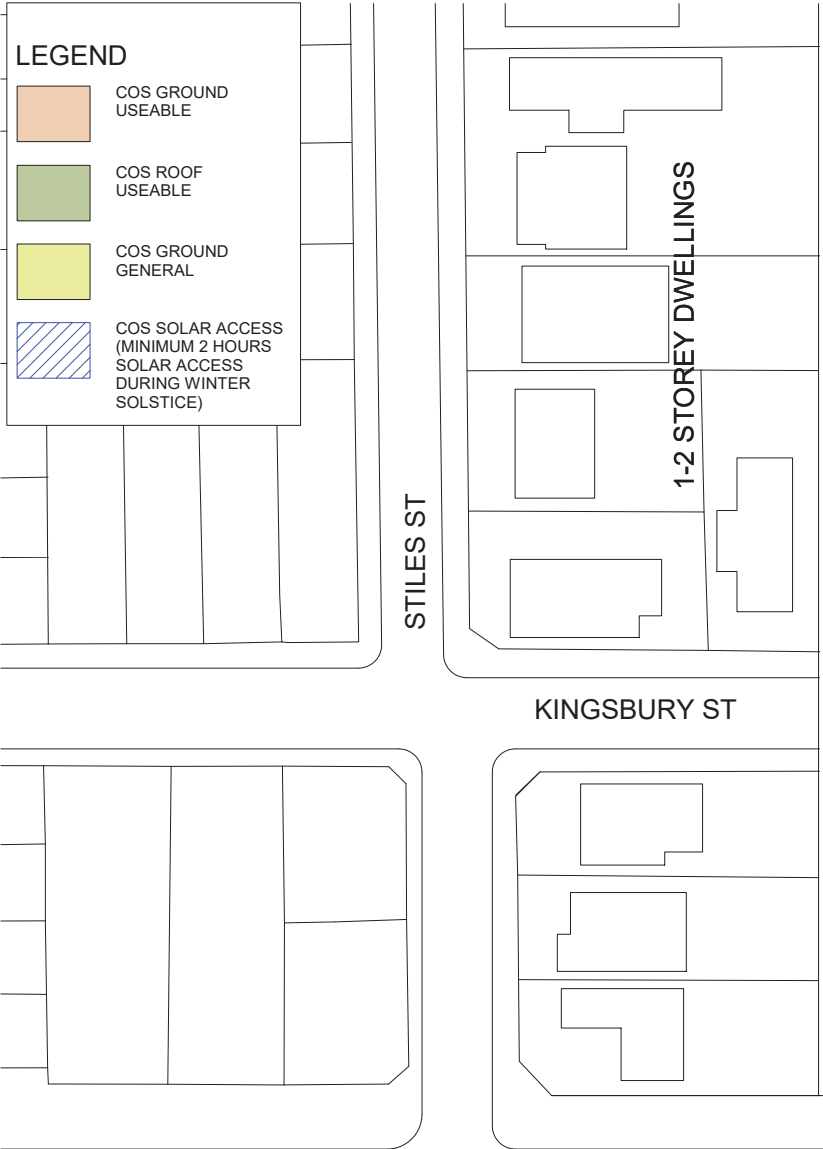 LEGEND
COS GROUND
USEABLE
COS ROOF
USEABLE
COS GROUND
GENERAL
COS SOLAR ACCESS
(MINIMUM 2 HOURS
SOLAR ACCESS
DURING WINTER
SOLSTICE)
1-2 STOREY DWELLINGS
STILES ST
KINGSBURY ST